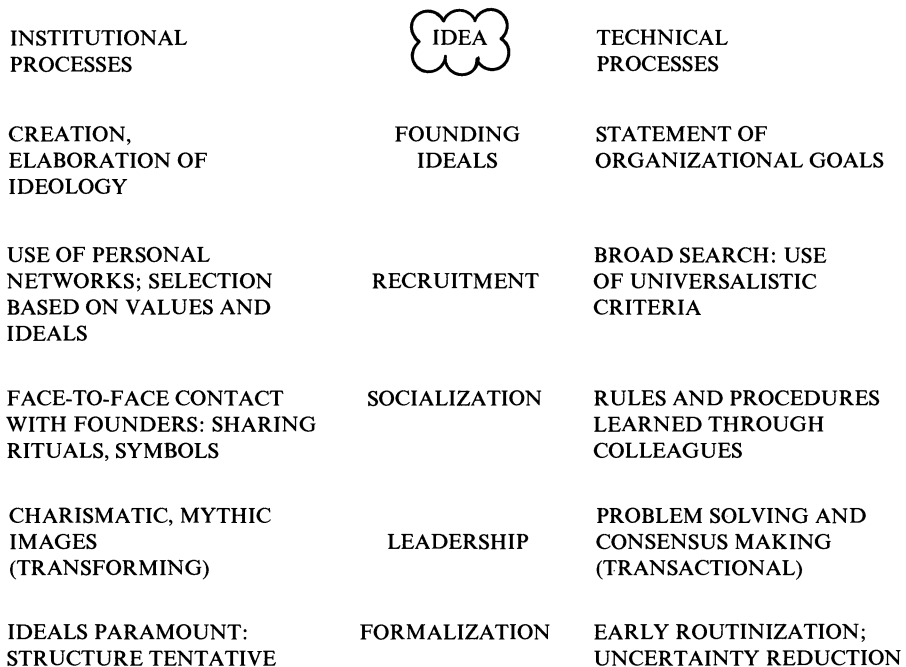 INSTITUTIONAL
PROCESSES
IDEA
TECHNICAL
PROCESSES
CREATION,
ELABORATION OF
IDEOLOGY
FOUNDING
IDEALS
STATEMENT OF
ORGANIZATIONAL GOALS
USE OF PERSONAL
NETWORKS; SELECTION
BASED ON VALUES AND
IDEALS
RECRUITMENT
BROAD SEARCH: USE
OF UNIVERSALISTIC
CRITERIA
FACE-TO-FACE CONTACT
WITH FOUNDERS: SHARING
RITUALS, SYMBOLS
SOCIALIZATION
RULES AND PROCEDURES
LEARNED THROUGH
COLLEAGUES
CHARISMATIC, MYTHIC
IMAGES
(TRANSFORMING)
LEADERSHIP
PROBLEM SOLVING AND
CONSENSUS MAKING
(TRANSACTIONAL)
IDEALS PARAMOUNT:
STRUCTURE TENTATIVE
FORMALIZATION
EARLY ROUTINIZATION;
UNCERTAINTY REDUCTION